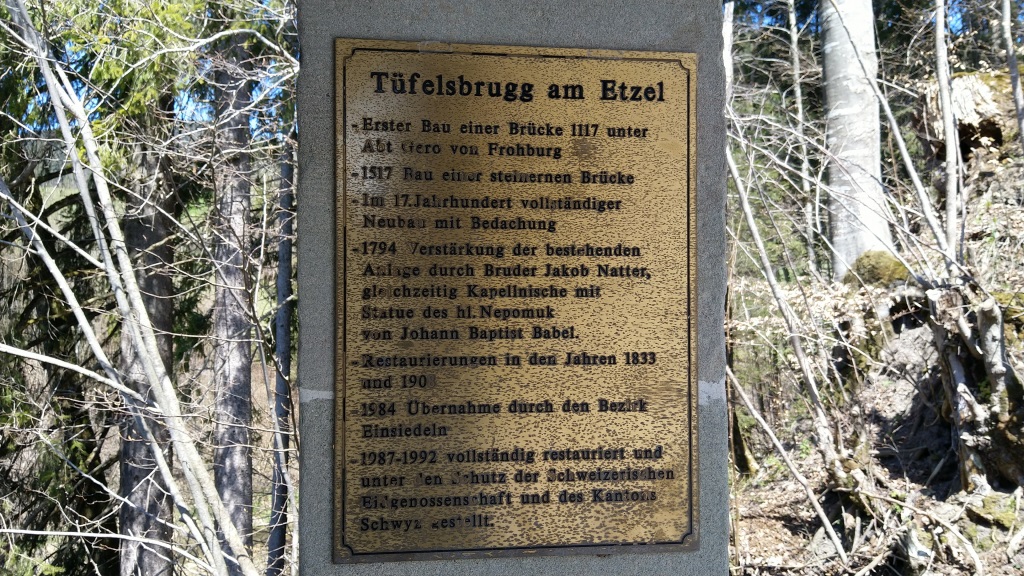 Tüfelsbrugg am Etzel
-Erster Bau einer Brücke 1117 unter
Abt Gero von Frohburg
-1517 Bau einer steinernen Brücke
-Im 17.Jahrhundert vollständiger
Neubau mit Bedachung
-1794 Verstärkung der bestehenden
Anlage durch Bruder Jakob Natter,
gleichzeitig Kapellnische mit
Statue des hl.Nepomuk
von Johann Baptist Babel.
-Restaurierungen in den Jahren 1833
und
-1984 Übernahme durch den Bezirk
Einsiedeln
-1987-1992 vollständig restauriert und
unter den Schutz der Schweizerischen
Eidgenossenschaft und des Kantons
Schwyz gestellt.